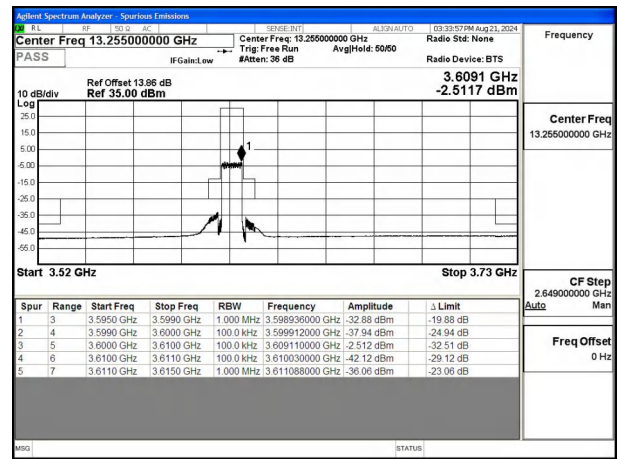 Agilent Spectrum Analyzer - Spurious Emissions
RL RF 50 Ω AC SENSE:INT ALIGN AUTO 03:33:57 PM Aug 21, 2024
Center Freq 13.255000000 GHz Center Freq: 13.255000000 GHz Radio Std: None
Trig: Free Run Avg|Hold: 50/50
PASS IFGain:Low #Atten: 36 dB Radio Device: BTS
Frequency
Ref Offset 13.86 dB 3.6091 GHz
10 dB/div Ref 35.00 dBm -2.5117 dBm
Log
25.0
15.0
5.00
-5.00
-15.0
-25.0
-35.0
-45.0
-55.0
1
Start 3.52 GHz Stop 3.73 GHz
Center Freq
13.255000000 GHz
CF Step
2.649000000 GHz
Auto Man
Freq Offset
0 Hz
Spur Range Start Freq Stop Freq RBW Frequency Amplitude Δ Limit
1 3 3.5950 GHz 3.5990 GHz 1.000 MHz 3.598936000 GHz -32.88 dBm -19.88 dB
2 4 3.5990 GHz 3.6000 GHz 100.0 kHz 3.599912000 GHz -37.94 dBm -24.94 dB
3 5 3.6000 GHz 3.6100 GHz 100.0 kHz 3.609110000 GHz -2.512 dBm -32.51 dB
4 6 3.6100 GHz 3.6110 GHz 100.0 kHz 3.610030000 GHz -42.12 dBm -29.12 dB
5 7 3.6110 GHz 3.6150 GHz 1.000 MHz 3.611088000 GHz -36.06 dBm -23.06 dB
MSG STATUS